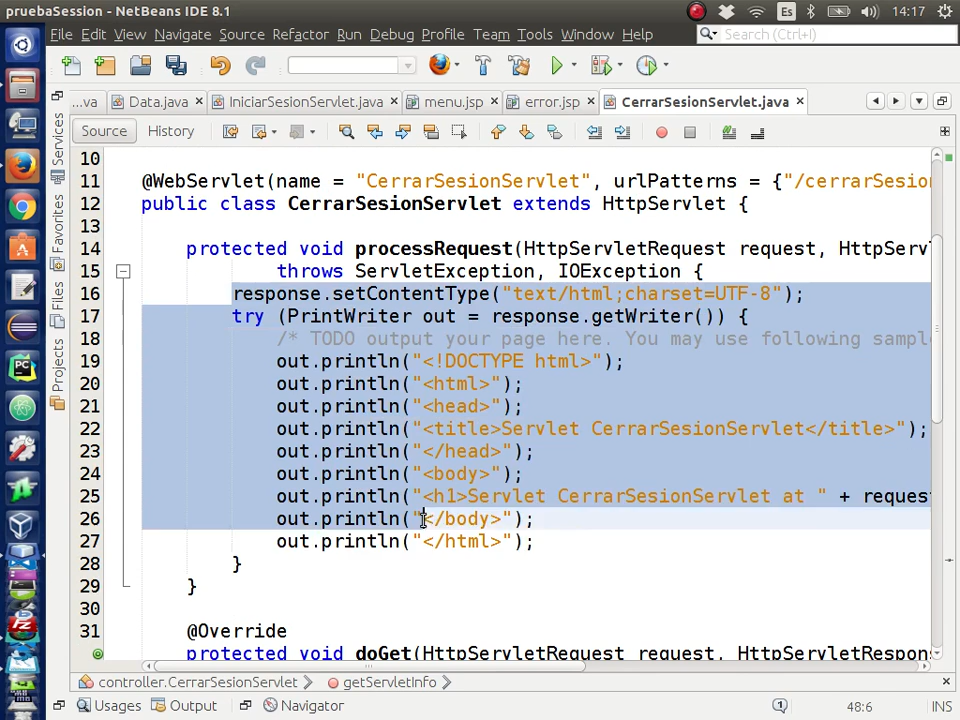 pruebaSession - NetBeans IDE 8.1
Es
14:17
File Edit View Navigate Source Refactor Run Debug Profile Team Tools Window Help
Search (Ctrl+I)
...va
Data.java
IniciarSesionServlet.java
menu.jsp
error.jsp
CerrarSesionServlet.java
Source
History
Services
Favorites
Files
Projects
10
11 @WebServlet(name = "CerrarSesionServlet", urlPatterns = {"/cerrarSesion
12 public class CerrarSesionServlet extends HttpServlet {
13
14 protected void processRequest(HttpServletRequest request, HttpServl
15 throws ServletException, IOException {
16 response.setContentType("text/html;charset=UTF-8");
17 try (PrintWriter out = response.getWriter()) {
18 /* TODO output your page here. You may use following sampl
19 out.println("<!DOCTYPE html>");
20 out.println("<html>");
21 out.println("<head>");
22 out.println("<title>Servlet CerrarSesionServlet</title>");
23 out.println("</head>");
24 out.println("<body>");
25 out.println("<h1>Servlet CerrarSesionServlet at " + request
26 out.println("</body>");
27 out.println("</html>");
28 }
29 }
30
31 @Override
protected void doGet(HttpServletRequest request, HttpServletRespons
controller.CerrarSesionServlet
getServletInfo
Usages
Output
Navigator
1
48:6
INS